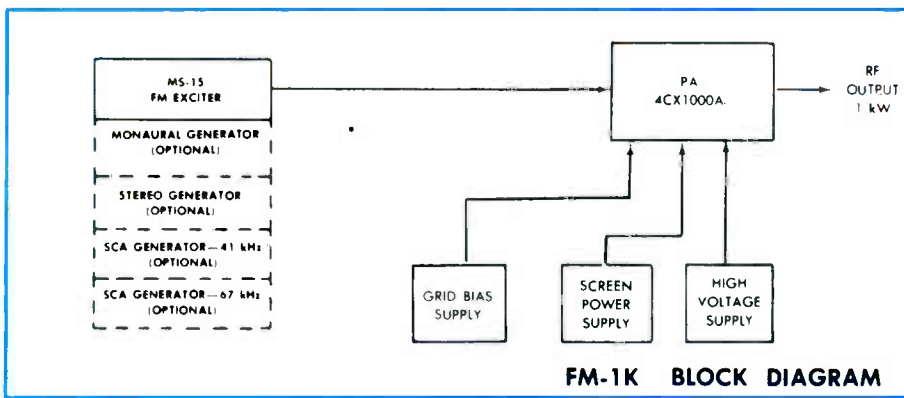 MS-15
FM EXCITER
MONAURAL GENERATOR
(OPTIONAL)
STEREO GENERATOR
(OPTIONAL)
SCA GENERATOR—41 kHz
(OPTIONAL)
SCA GENERATOR—67 kHz
(OPTIONAL)
PA
4CX1000A
RF
OUTPUT
1 kW
GRID BIAS
SUPPLY
SCREEN
POWER
SUPPLY
HIGH
VOLTAGE
SUPPLY
FM-1K BLOCK DIAGRAM